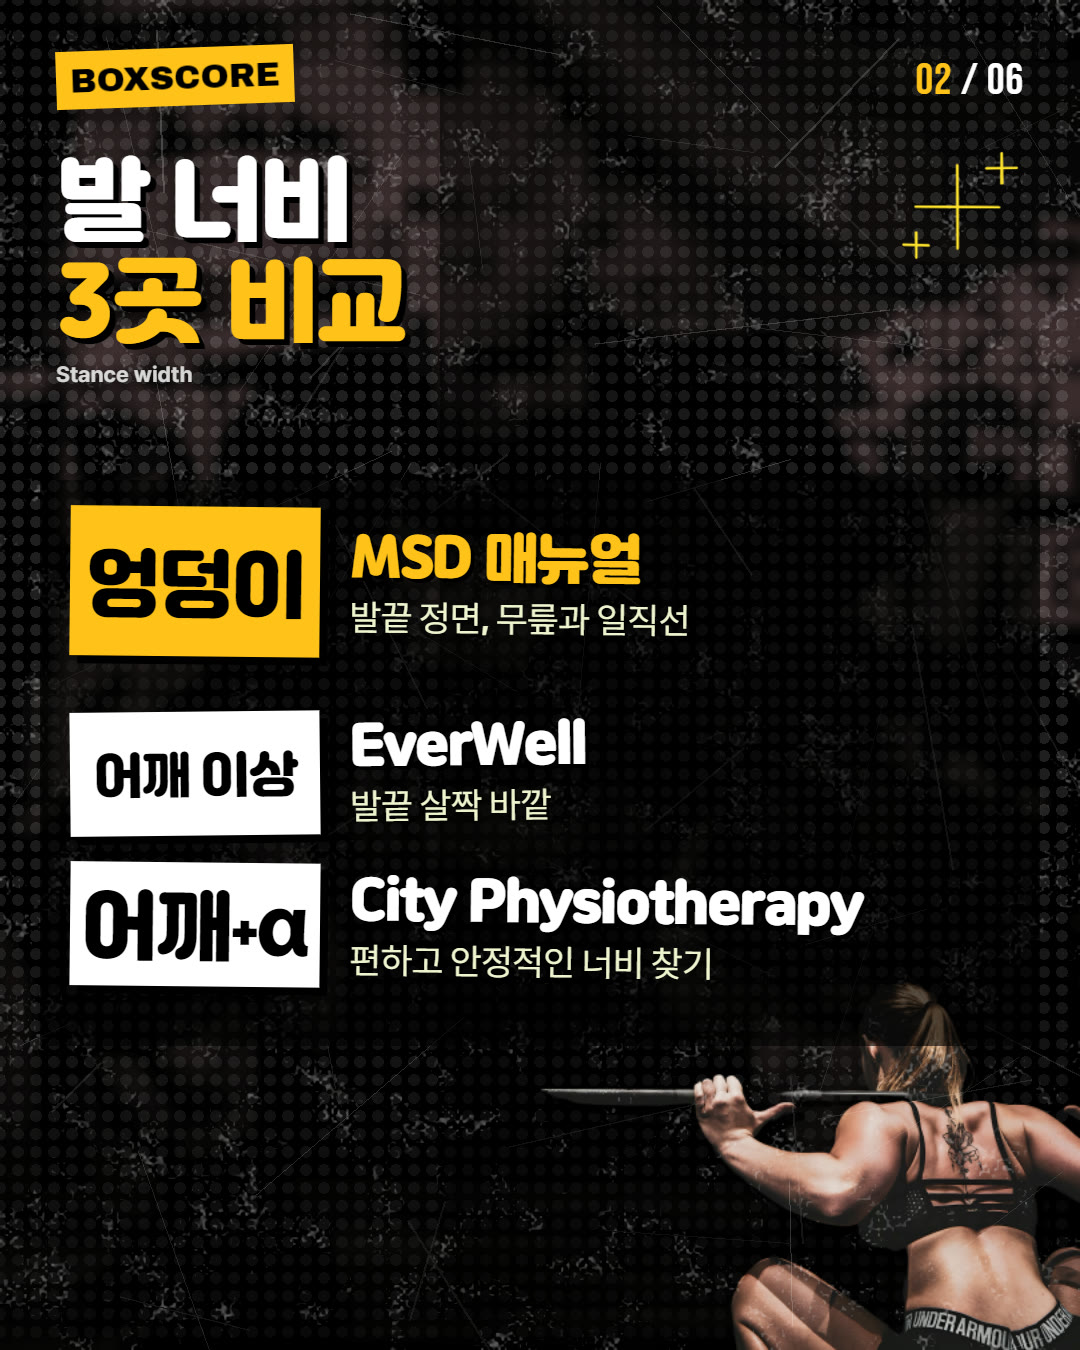 BOXSCORE
02 / 06
발 너비
3곳 비교
Stance width
엉덩이
MSD 매뉴얼
발끝 정면, 무릎과 일직선
어깨 이상
EverWell
발끝 살짝 바깥
어깨+α
City Physiotherapy
편하고 안정적인 너비 찾기
UNDER ARMOUR
UNDER